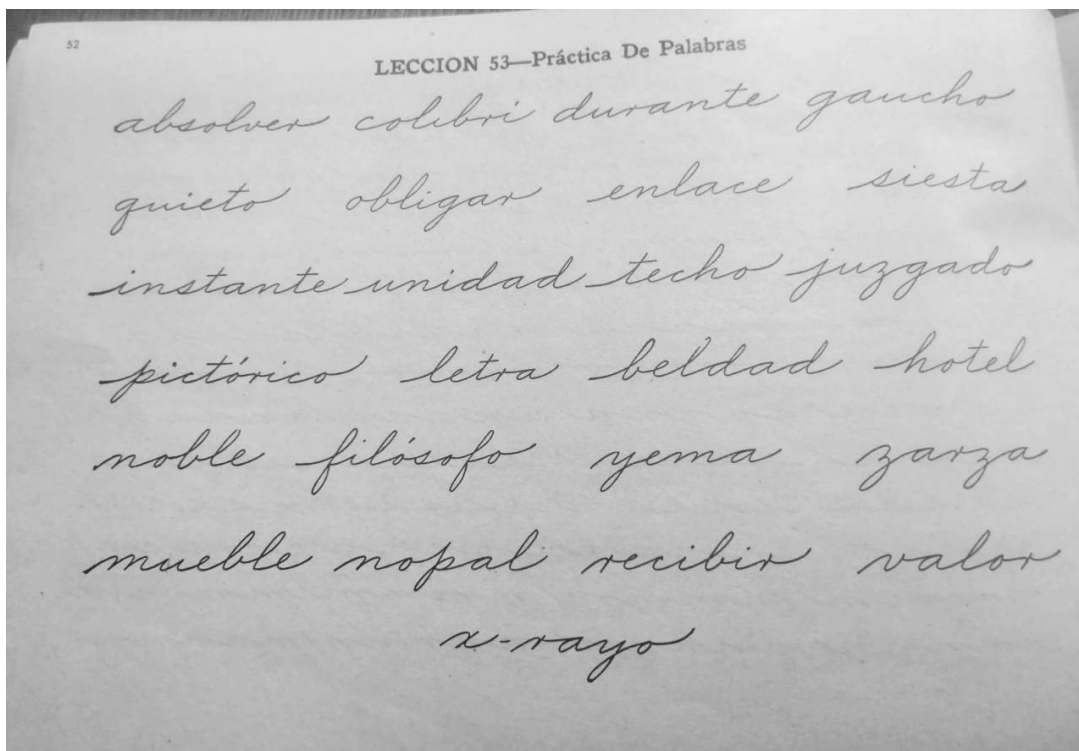 52
LECCION 53—Práctica De Palabras
absolver colibri durante gaucho
quieto obligar enlace siesta
instante unidad techo juzgado
pictórico letra beldad hotel
noble filósofo yema zarza
mueble nopal recibir valor
x-rayo